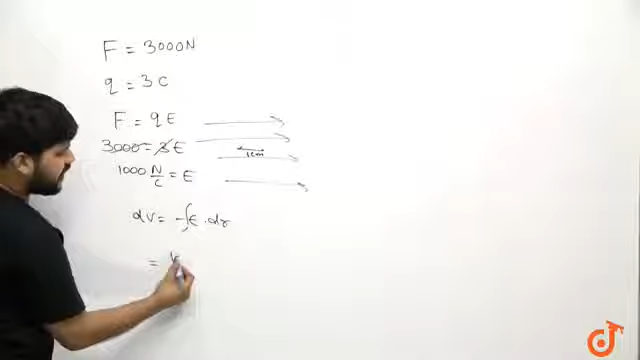 F = 3000N
q = 3 C
F = q E
3000 = 3 E
1cm
1000 N/C = E
dV = -∫E . dr
=